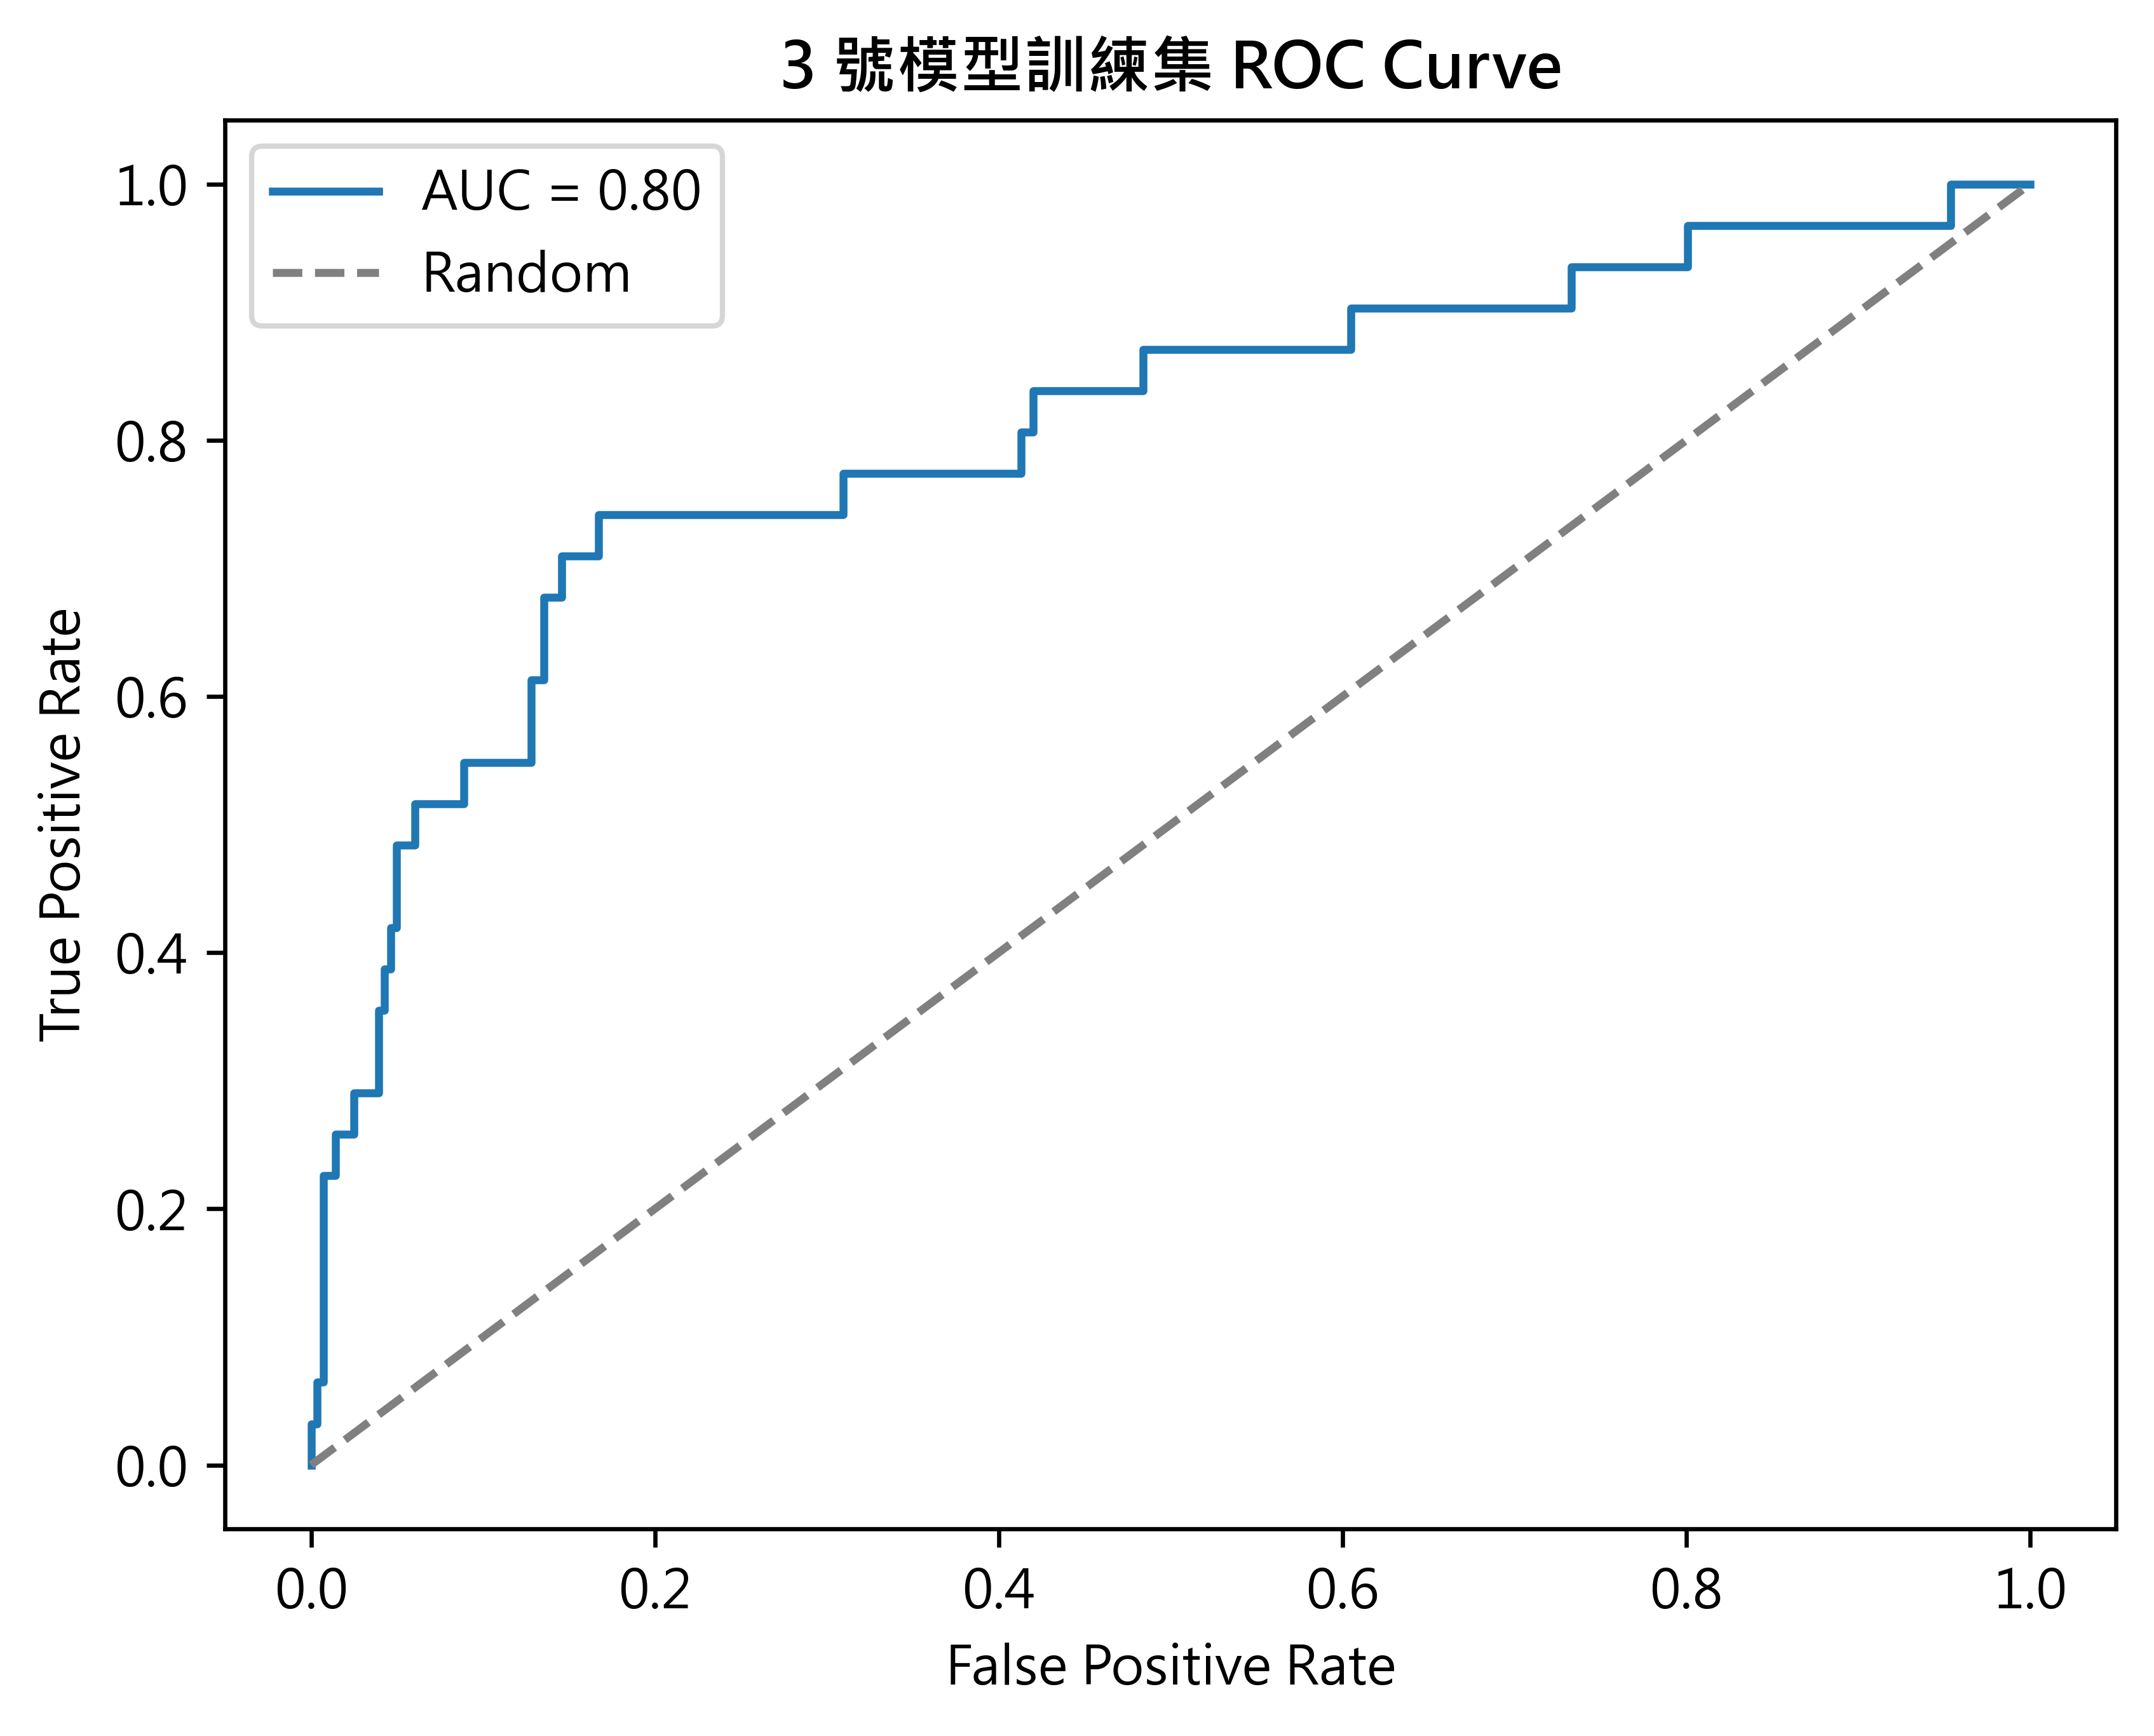 3 號模型訓練集 ROC Curve
AUC = 0.80
Random
1.0
0.8
0.6
0.4
0.2
0.0
True Positive Rate
0.0 0.2 0.4 0.6 0.8 1.0
False Positive Rate